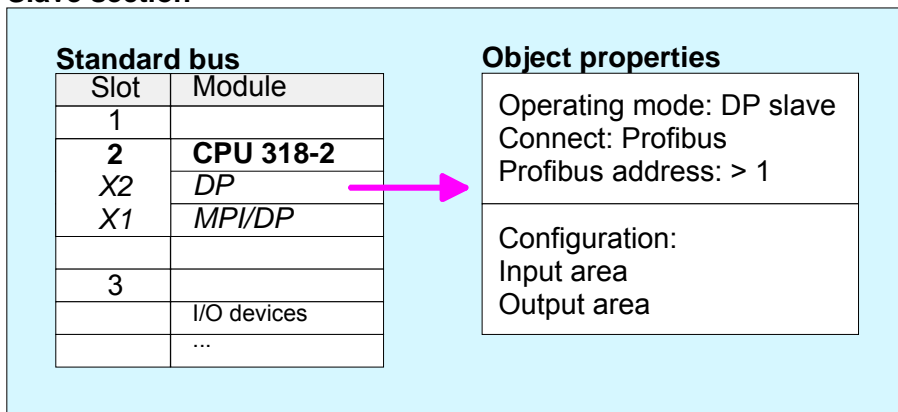 Slave section
Standard bus
Slot Module
1
2 CPU 318-2
X2 DP
X1 MPI/DP
3
I/O devices
...
Object properties
Operating mode: DP slave
Connect: Profibus
Profibus address: > 1
Configuration:
Input area
Output area